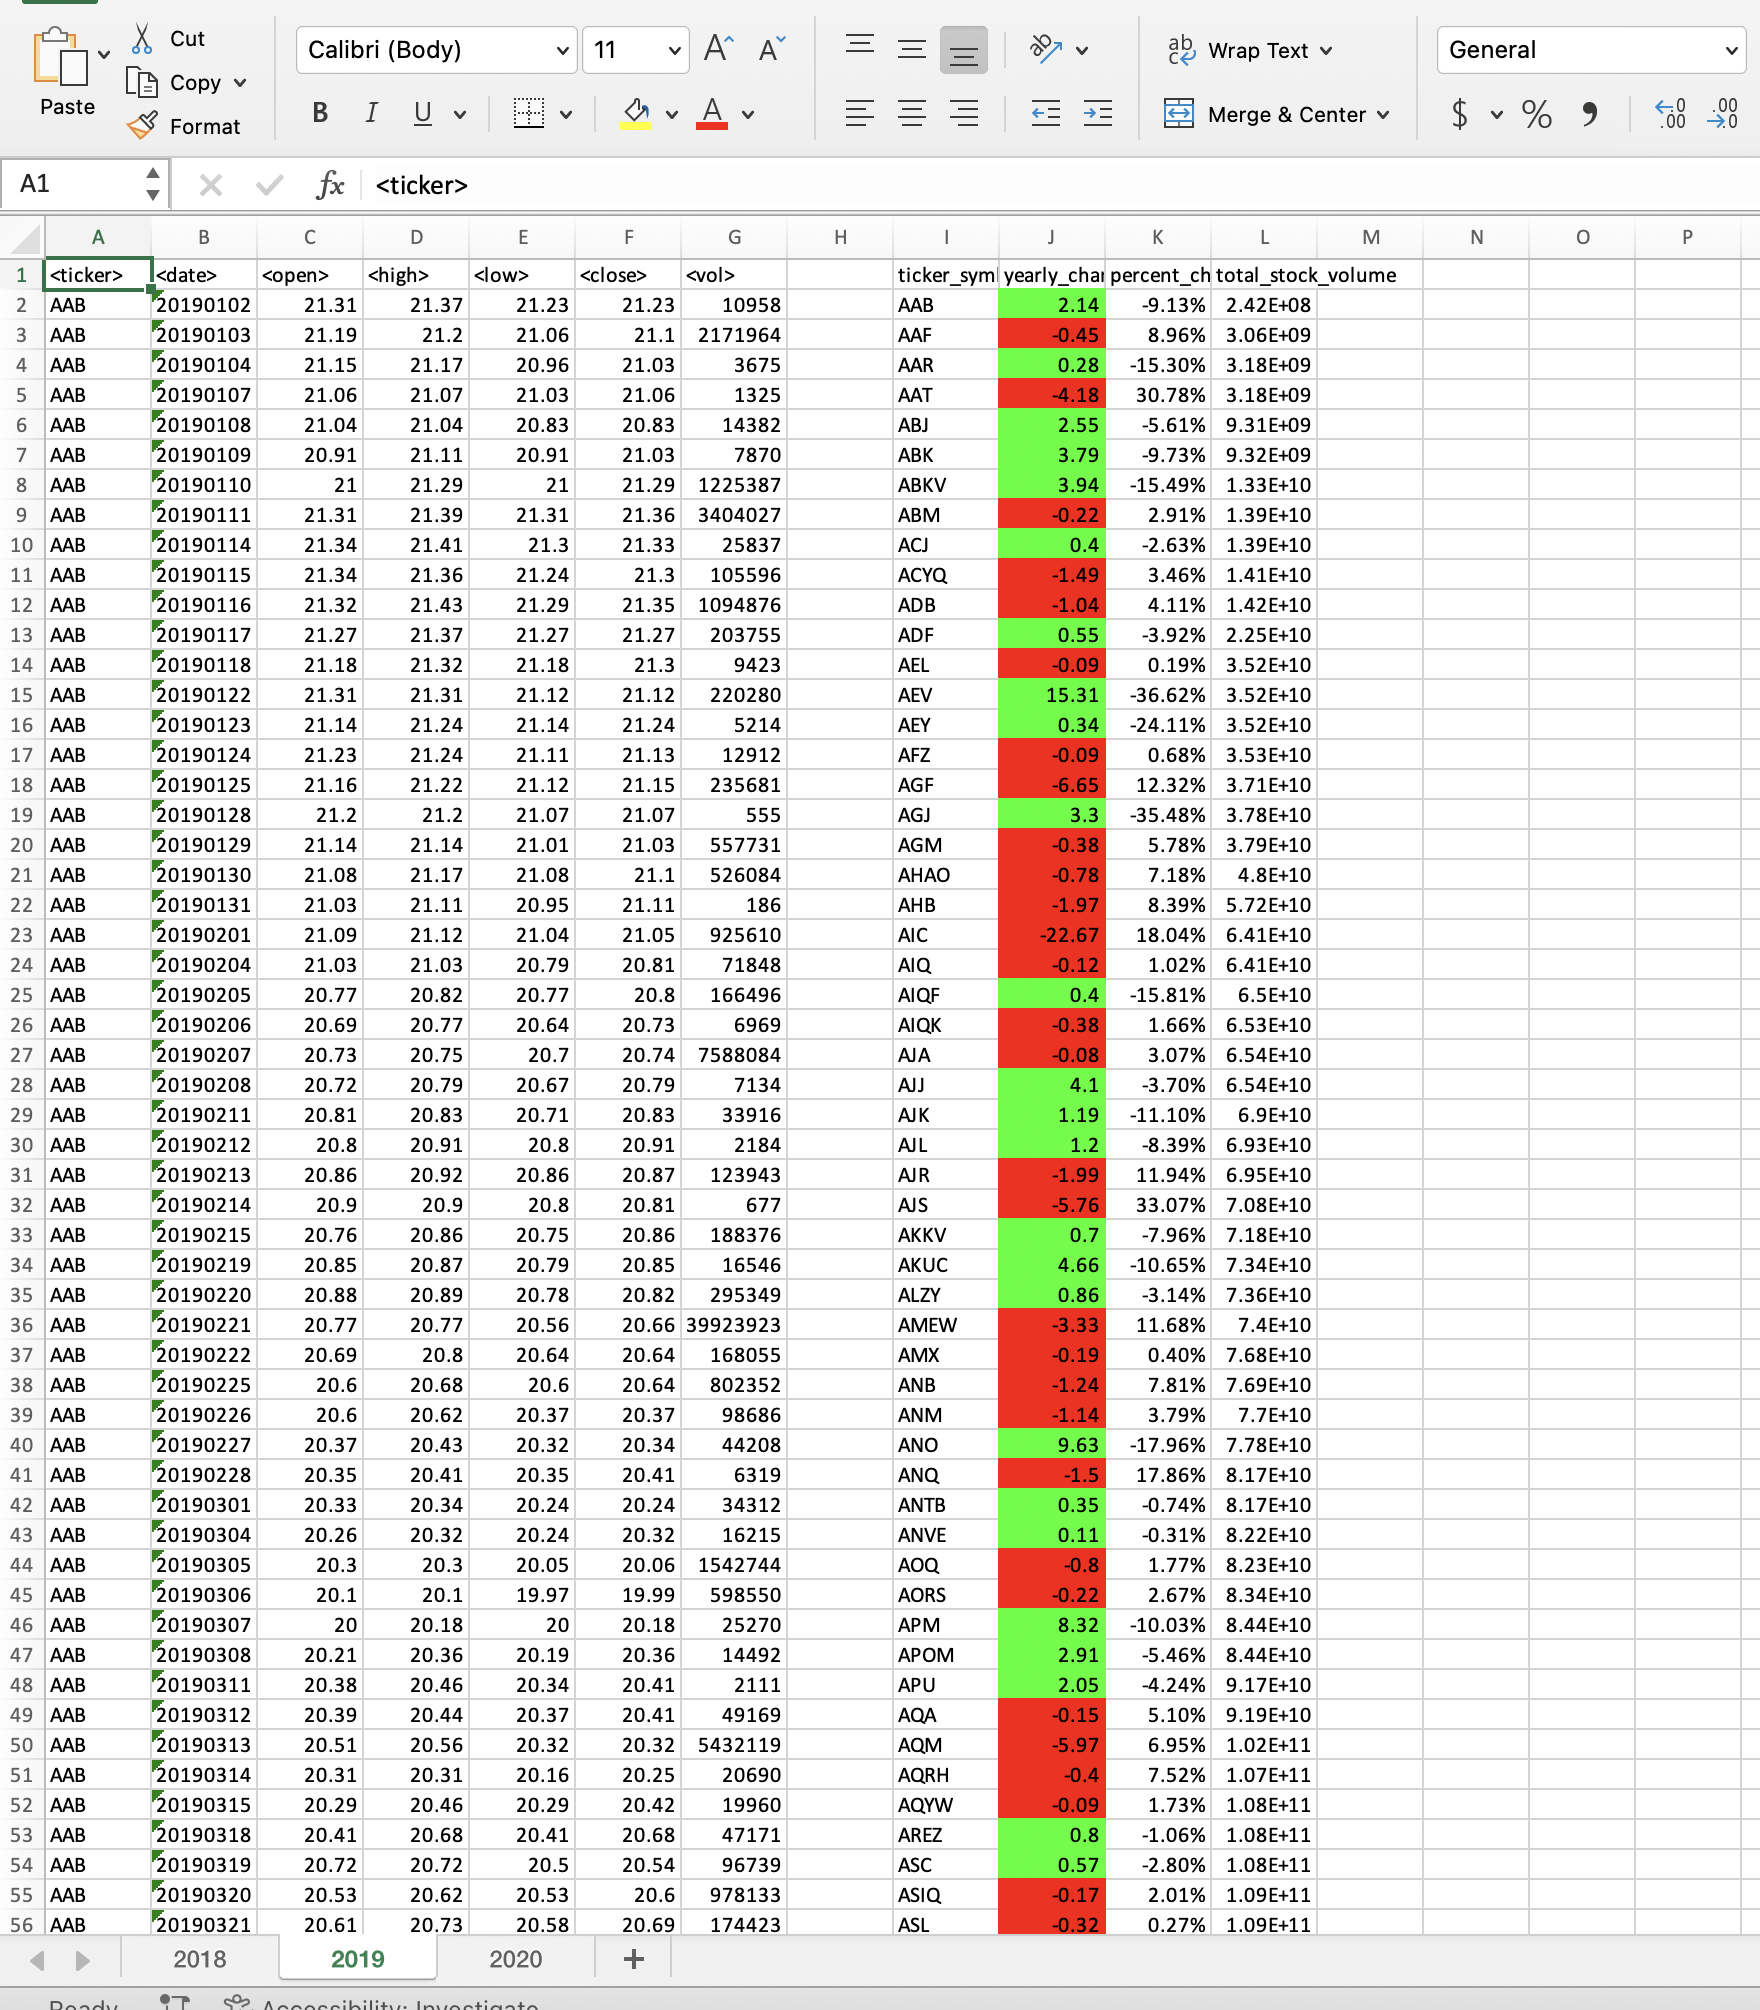 Cut
Copy
Paste
Format
Calibri (Body)
11
B I U
Wrap Text
Merge & Center
General
A1
fx <ticker>
A B C D E F G H I J K L M N O P
1 <ticker> <date> <open> <high> <low> <close> <vol> ticker_syml yearly_char percent_ch total_stock_volume
2 AAB 20190102 21.31 21.37 21.23 21.23 10958 AAB 2.14 -9.13% 2.42E+08
3 AAB 20190103 21.19 21.2 21.06 21.1 2171964 AAF -0.45 8.96% 3.06E+09
4 AAB 20190104 21.15 21.17 20.96 21.03 3675 AAR 0.28 -15.30% 3.18E+09
5 AAB 20190107 21.06 21.07 21.03 21.06 1325 AAT -4.18 30.78% 3.18E+09
6 AAB 20190108 21.04 21.04 20.83 20.83 14382 ABJ 2.55 -5.61% 9.31E+09
7 AAB 20190109 20.91 21.11 20.91 21.03 7870 ABK 3.79 -9.73% 9.32E+09
8 AAB 20190110 21 21.29 21 21.29 1225387 ABKV 3.94 -15.49% 1.33E+10
9 AAB 20190111 21.31 21.39 21.31 21.36 3404027 ABM -0.22 2.91% 1.39E+10
10 AAB 20190114 21.34 21.41 21.3 21.33 25837 ACJ 0.4 -2.63% 1.39E+10
11 AAB 20190115 21.34 21.36 21.24 21.3 105596 ACYQ -1.49 3.46% 1.41E+10
12 AAB 20190116 21.32 21.43 21.29 21.35 1094876 ADB -1.04 4.11% 1.42E+10
13 AAB 20190117 21.27 21.37 21.27 21.27 203755 ADF 0.55 -3.92% 2.25E+10
14 AAB 20190118 21.18 21.32 21.18 21.3 9423 AEL -0.09 0.19% 3.52E+10
15 AAB 20190122 21.31 21.31 21.12 21.12 220280 AEV 15.31 -36.62% 3.52E+10
16 AAB 20190123 21.14 21.24 21.14 21.24 5214 AEY 0.34 -24.11% 3.52E+10
17 AAB 20190124 21.23 21.24 21.11 21.13 12912 AFZ -0.09 0.68% 3.53E+10
18 AAB 20190125 21.16 21.22 21.12 21.15 235681 AGF -6.65 12.32% 3.71E+10
19 AAB 20190128 21.2 21.2 21.07 21.07 555 AGJ 3.3 -35.48% 3.78E+10
20 AAB 20190129 21.14 21.14 21.01 21.03 557731 AGM -0.38 5.78% 3.79E+10
21 AAB 20190130 21.08 21.17 21.08 21.1 526084 AHAO -0.78 7.18% 4.8E+10
22 AAB 20190131 21.03 21.11 20.95 21.11 186 AHB -1.97 8.39% 5.72E+10
23 AAB 20190201 21.09 21.12 21.04 21.05 925610 AIC -22.67 18.04% 6.41E+10
24 AAB 20190204 21.03 21.03 20.79 20.81 71848 AIQ -0.12 1.02% 6.41E+10
25 AAB 20190205 20.77 20.82 20.77 20.8 166496 AIQF 0.4 -15.81% 6.5E+10
26 AAB 20190206 20.69 20.77 20.64 20.73 6969 AIQK -0.38 1.66% 6.53E+10
27 AAB 20190207 20.73 20.75 20.7 20.74 7588084 AJA -0.08 3.07% 6.54E+10
28 AAB 20190208 20.72 20.79 20.67 20.79 7134 AJJ 4.1 -3.70% 6.54E+10
29 AAB 20190211 20.81 20.83 20.71 20.83 33916 AJK 1.19 -11.10% 6.9E+10
30 AAB 20190212 20.8 20.91 20.8 20.91 2184 AJL 1.2 -8.39% 6.93E+10
31 AAB 20190213 20.86 20.92 20.86 20.87 123943 AJR -1.99 11.94% 6.95E+10
32 AAB 20190214 20.9 20.9 20.8 20.81 677 AJS -5.76 33.07% 7.08E+10
33 AAB 20190215 20.76 20.86 20.75 20.86 188376 AKKV 0.7 -7.96% 7.18E+10
34 AAB 20190219 20.85 20.87 20.79 20.85 16546 AKUC 4.66 -10.65% 7.34E+10
35 AAB 20190220 20.88 20.89 20.78 20.82 295349 ALZY 0.86 -3.14% 7.36E+10
36 AAB 20190221 20.77 20.77 20.56 20.66 39923923 AMEW -3.33 11.68% 7.4E+10
37 AAB 20190222 20.69 20.8 20.64 20.64 168055 AMX -0.19 0.40% 7.68E+10
38 AAB 20190225 20.6 20.68 20.6 20.64 802352 ANB -1.24 7.81% 7.69E+10
39 AAB 20190226 20.6 20.62 20.37 20.37 98686 ANM -1.14 3.79% 7.7E+10
40 AAB 20190227 20.37 20.43 20.32 20.34 44208 ANO 9.63 -17.96% 7.78E+10
41 AAB 20190228 20.35 20.41 20.35 20.41 6319 ANQ -1.5 17.86% 8.17E+10
42 AAB 20190301 20.33 20.34 20.24 20.24 34312 ANTB 0.35 -0.74% 8.17E+10
43 AAB 20190304 20.26 20.32 20.24 20.32 16215 ANVE 0.11 -0.31% 8.22E+10
44 AAB 20190305 20.3 20.3 20.05 20.06 1542744 AOQ -0.8 1.77% 8.23E+10
45 AAB 20190306 20.1 20.1 19.97 19.99 598550 AORS -0.22 2.67% 8.34E+10
46 AAB 20190307 20 20.18 20 20.18 25270 APM 8.32 -10.03% 8.44E+10
47 AAB 20190308 20.21 20.36 20.19 20.36 14492 APOM 2.91 -5.46% 8.44E+10
48 AAB 20190311 20.38 20.46 20.34 20.41 2111 APU 2.05 -4.24% 9.17E+10
49 AAB 20190312 20.39 20.44 20.37 20.41 49169 AQA -0.15 5.10% 9.19E+10
50 AAB 20190313 20.51 20.56 20.32 20.32 5432119 AQM -5.97 6.95% 1.02E+11
51 AAB 20190314 20.31 20.31 20.16 20.25 20690 AQRH -0.4 7.52% 1.07E+11
52 AAB 20190315 20.29 20.46 20.29 20.42 19960 AQYW -0.09 1.73% 1.08E+11
53 AAB 20190318 20.41 20.68 20.41 20.68 47171 AREZ 0.8 -1.06% 1.08E+11
54 AAB 20190319 20.72 20.72 20.5 20.54 96739 ASC 0.57 -2.80% 1.08E+11
55 AAB 20190320 20.53 20.62 20.53 20.6 978133 ASIQ -0.17 2.01% 1.09E+11
56 AAB 20190321 20.61 20.73 20.58 20.69 174423 ASL -0.32 0.27% 1.09E+11
2018 2019 2020 +
Ready Accessibility: Investigate